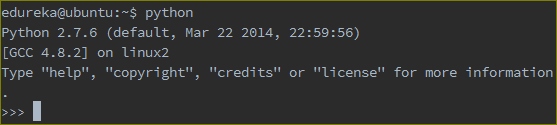 edureka@ubuntu:~$ python
Python 2.7.6 (default, Mar 22 2014, 22:59:56)
[GCC 4.8.2] on linux2
Type "help", "copyright", "credits" or "license" for more information
.
>>>